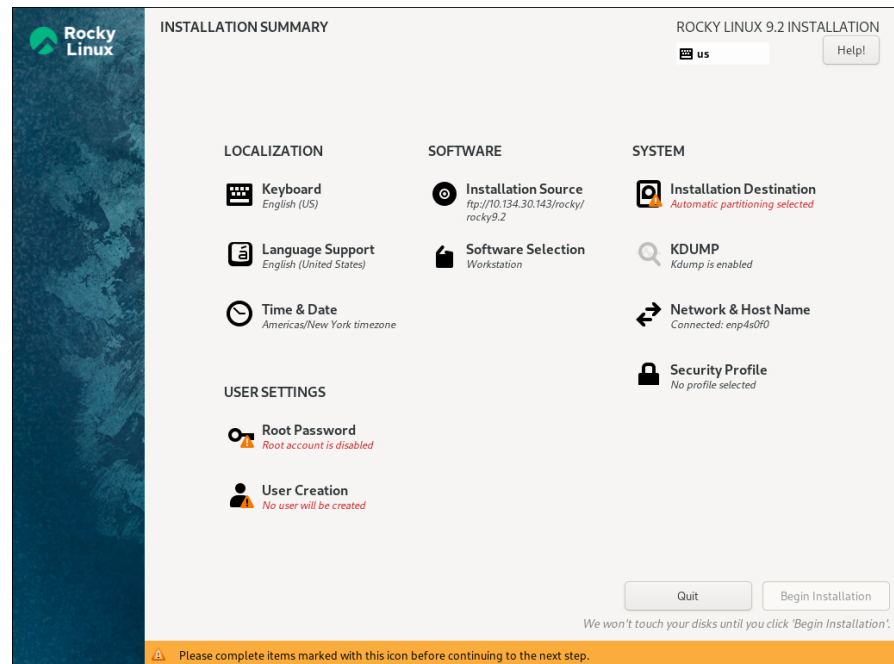 Rocky
Linux
INSTALLATION SUMMARY
ROCKY LINUX 9.2 INSTALLATION
us
Help!
LOCALIZATION
Keyboard
English (US)
Language Support
English (United States)
Time & Date
Americas/New York timezone
SOFTWARE
Installation Source
ftp://10.134.30.143/rocky/
rocky9.2
Software Selection
Workstation
SYSTEM
Installation Destination
Automatic partitioning selected
KDUMP
Kdump is enabled
Network & Host Name
Connected: enp4s0f0
Security Profile
No profile selected
USER SETTINGS
Root Password
Root account is disabled
User Creation
No user will be created
Quit
Begin Installation
We won't touch your disks until you click 'Begin Installation'.
Please complete items marked with this icon before continuing to the next step.